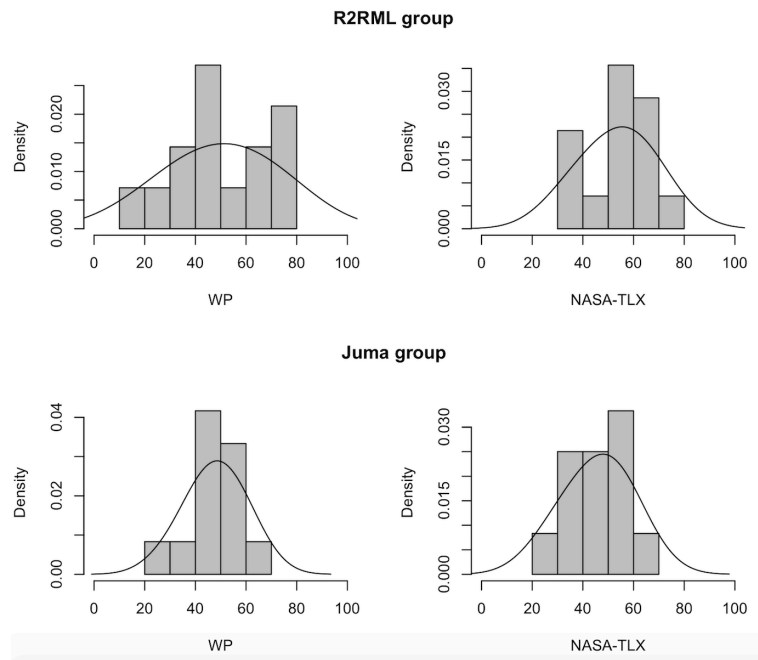 R2RML group
Density
0.000 0.010 0.020
0 20 40 60 80 100
WP
Density
0.000 0.015 0.030
0 20 40 60 80 100
NASA-TLX
Juma group
Density
0.00 0.02 0.04
0 20 40 60 80 100
WP
Density
0.000 0.015 0.030
0 20 40 60 80 100
NASA-TLX